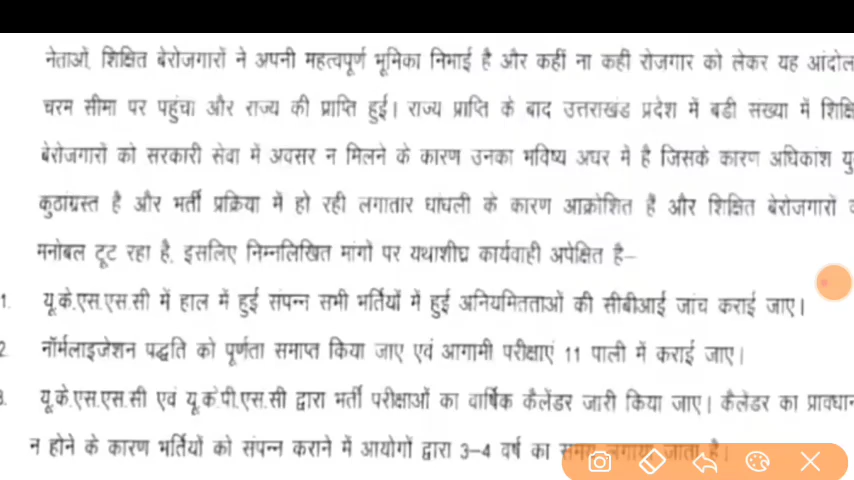 नेताओं, शिक्षित बेरोजगारों ने अपनी महत्वपूर्ण भूमिका निभाई है और कहीं ना कही रोजगार को लेकर यह आंदोल
चरम सीमा पर पहुंचा और राज्य की प्राप्ति हुई। राज्य प्राप्ति के बाद उत्तराखंड प्रदेश में बडी सख्या में शिक्षि
बेरोजगारों को सरकारी सेवा में अवसर न मिलने के कारण उनका भविष्य अधर में है जिसके कारण अधिकांश यु
कुठांग्रस्त है और भर्ती प्रक्रिया में हो रही लगातार धांधली के कारण आक्रोशित हैं और शिक्षित बेरोजगारों
मनोबल टूट रहा है, इसलिए निम्नलिखित मांगो पर यथाशीघ्र कार्यवाही अपेक्षित है–
1. यू.के.एस.एस.सी में हाल में हुई संपन्न सभी भर्तियों में हुई अनियमितताओं की सीबीआई जांच कराई जाए।
2. नॉर्मलाइजेशन पद्धति को पूर्णता समाप्त किया जाए एवं आगामी परीक्षाएं 11 पाली में कराई जाए।
3. यू.के.एस.एस.सी एवं यू.के.पी.एस.सी द्वारा भर्ती परीक्षाओं का वार्षिक कैलेंडर जारी किया जाए। कैलेंडर का प्रावधान
न होने के कारण भर्तियों को संपन्न कराने में आयोगों द्वारा 3–4 वर्ष का समय लगाया जाता है।